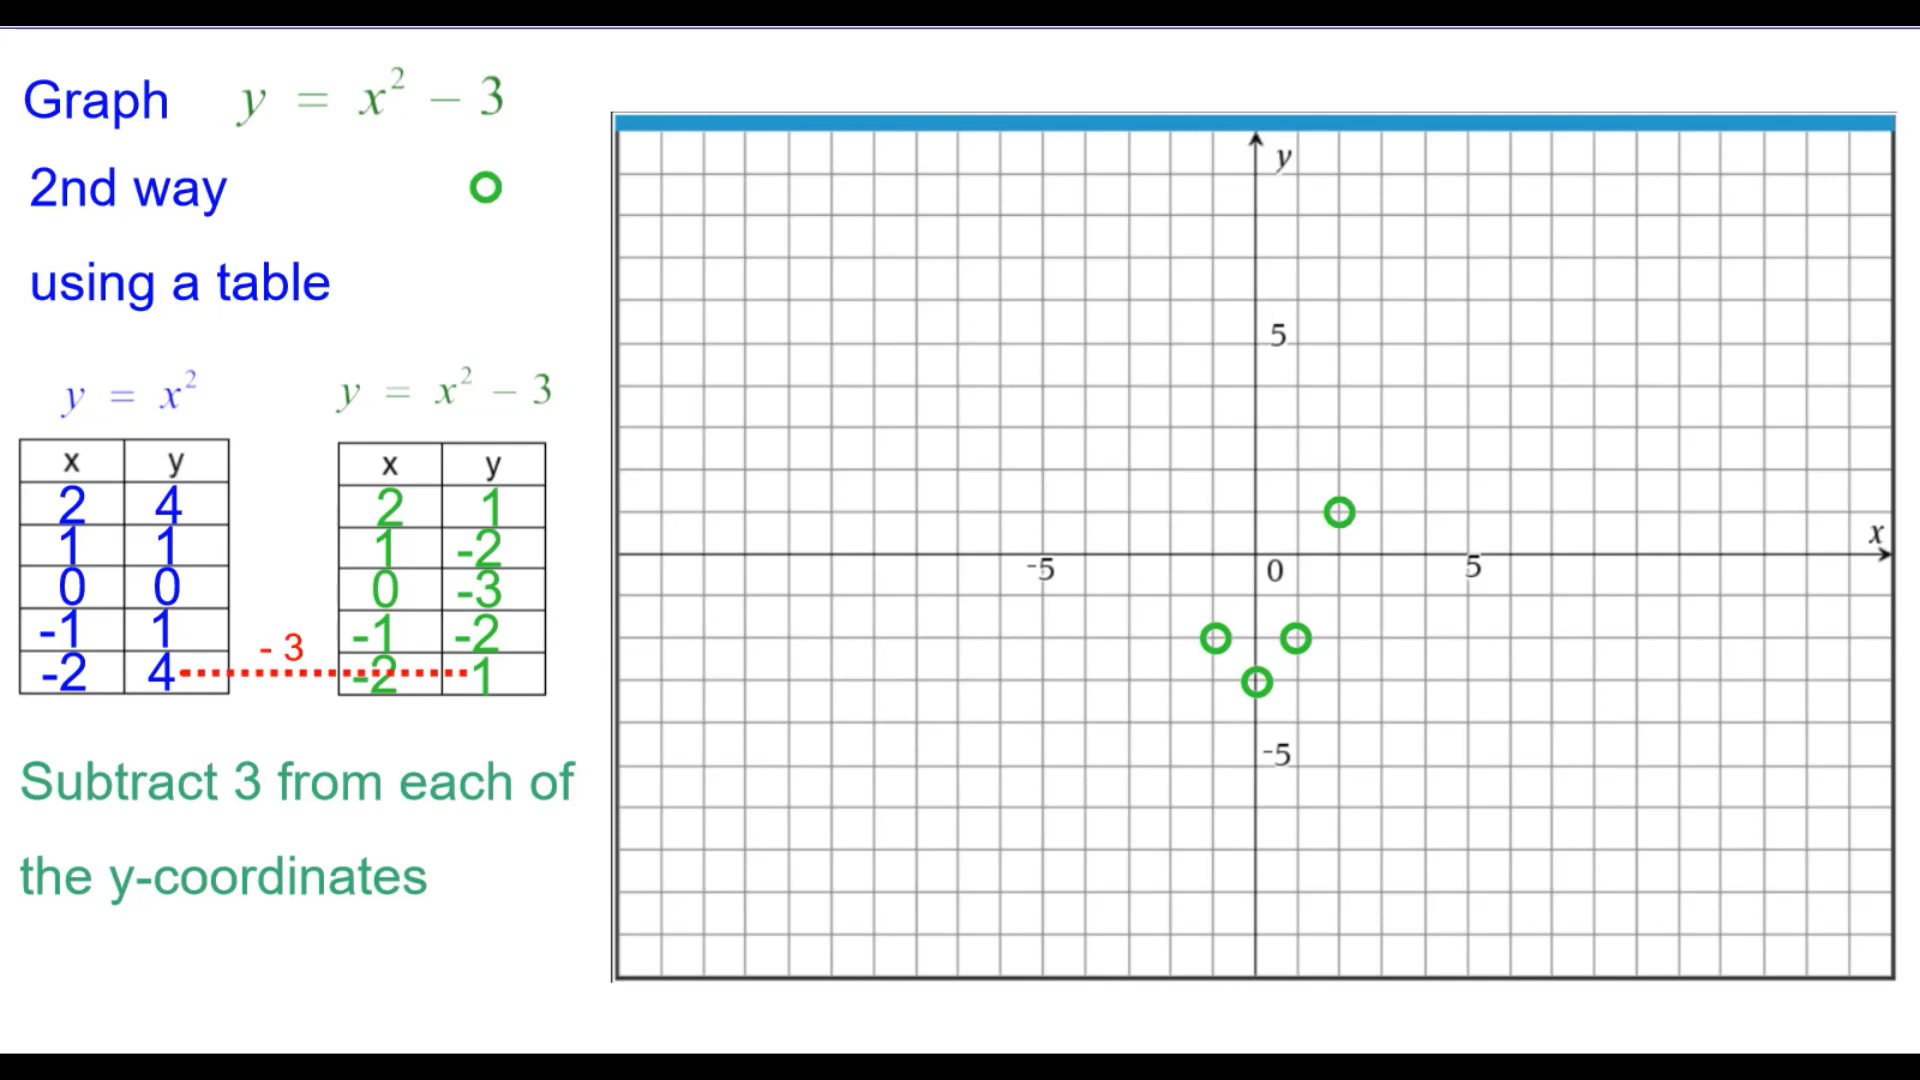 Graph y = x² – 3
2nd way
using a table
y = x²
x y
2 4
1 1
0 0
-1 1
-2 4
- 3
y = x² – 3
x y
2 1
1 -2
0 -3
-1 -2
-2 1
Subtract 3 from each of
the y-coordinates
y
5
x
-5 0 5
-5